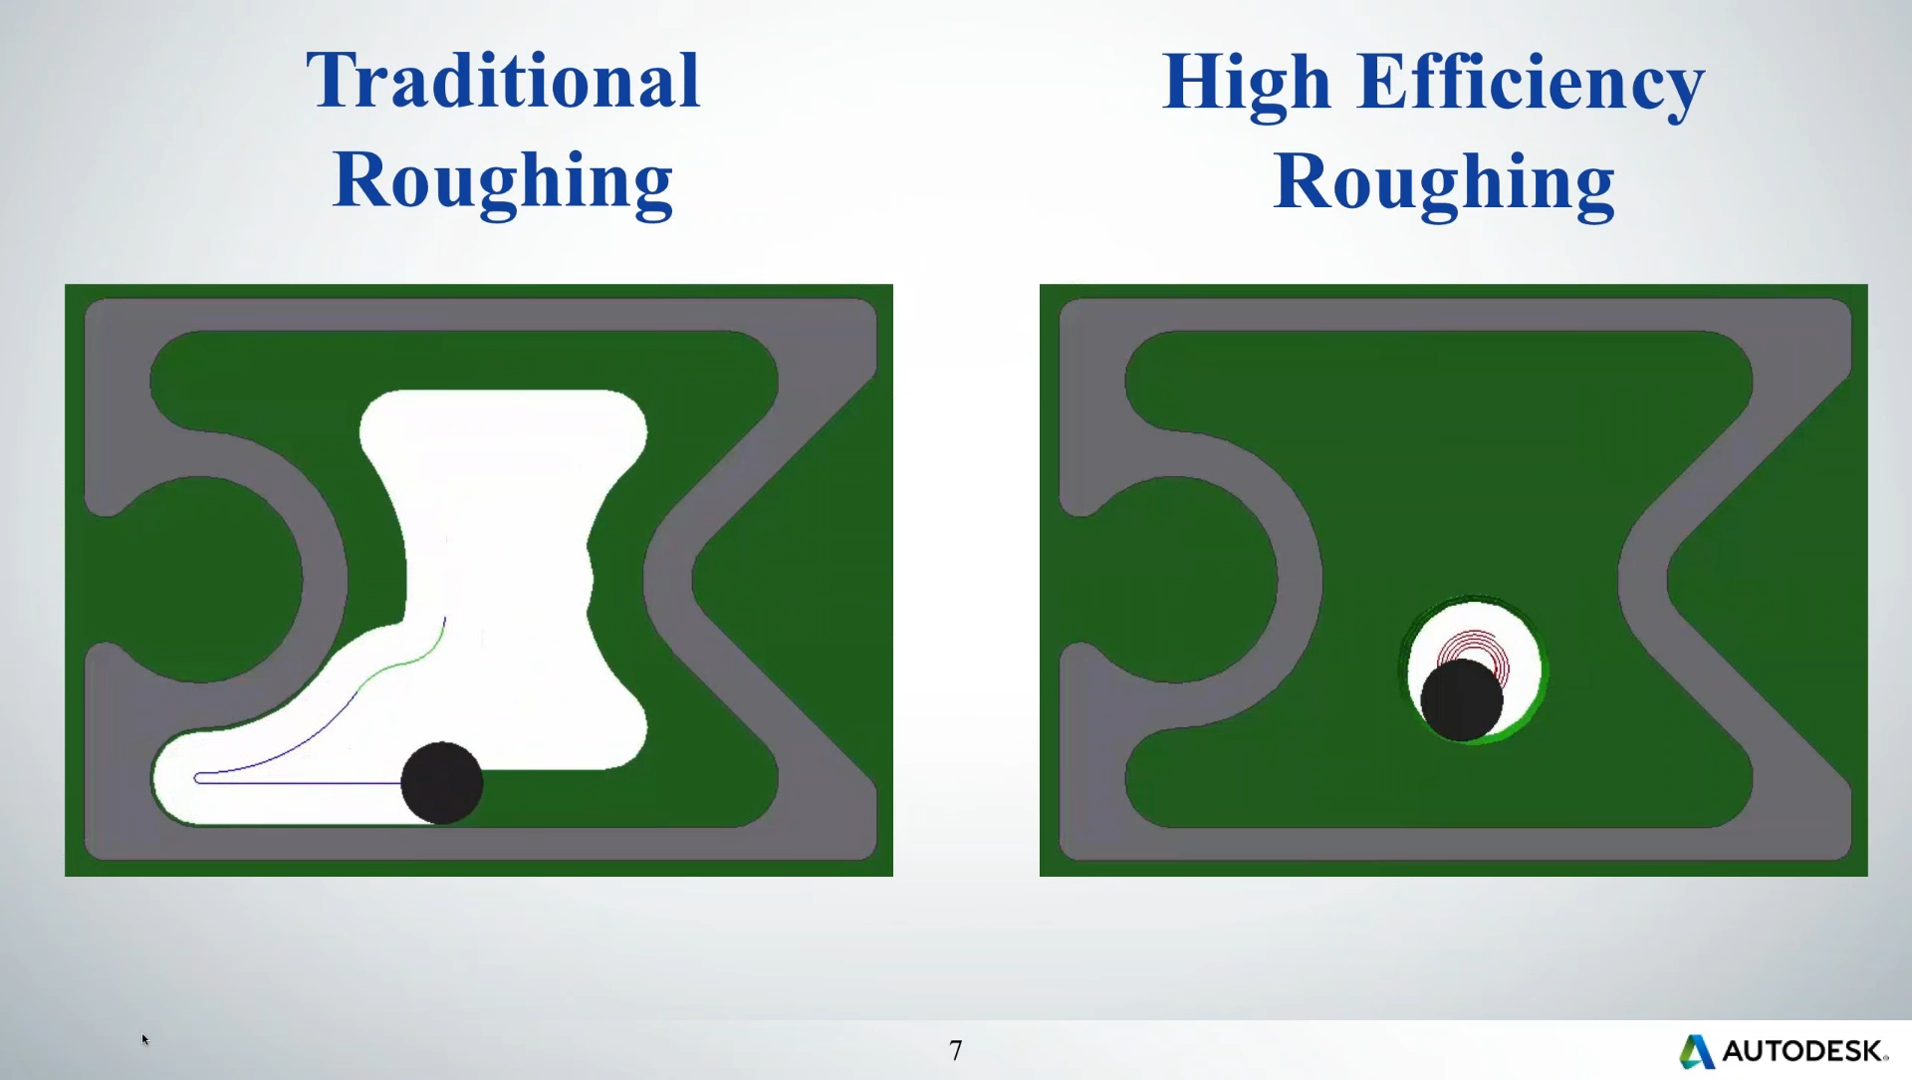 Traditional
Roughing
High Efficiency
Roughing
7
AUTODESK